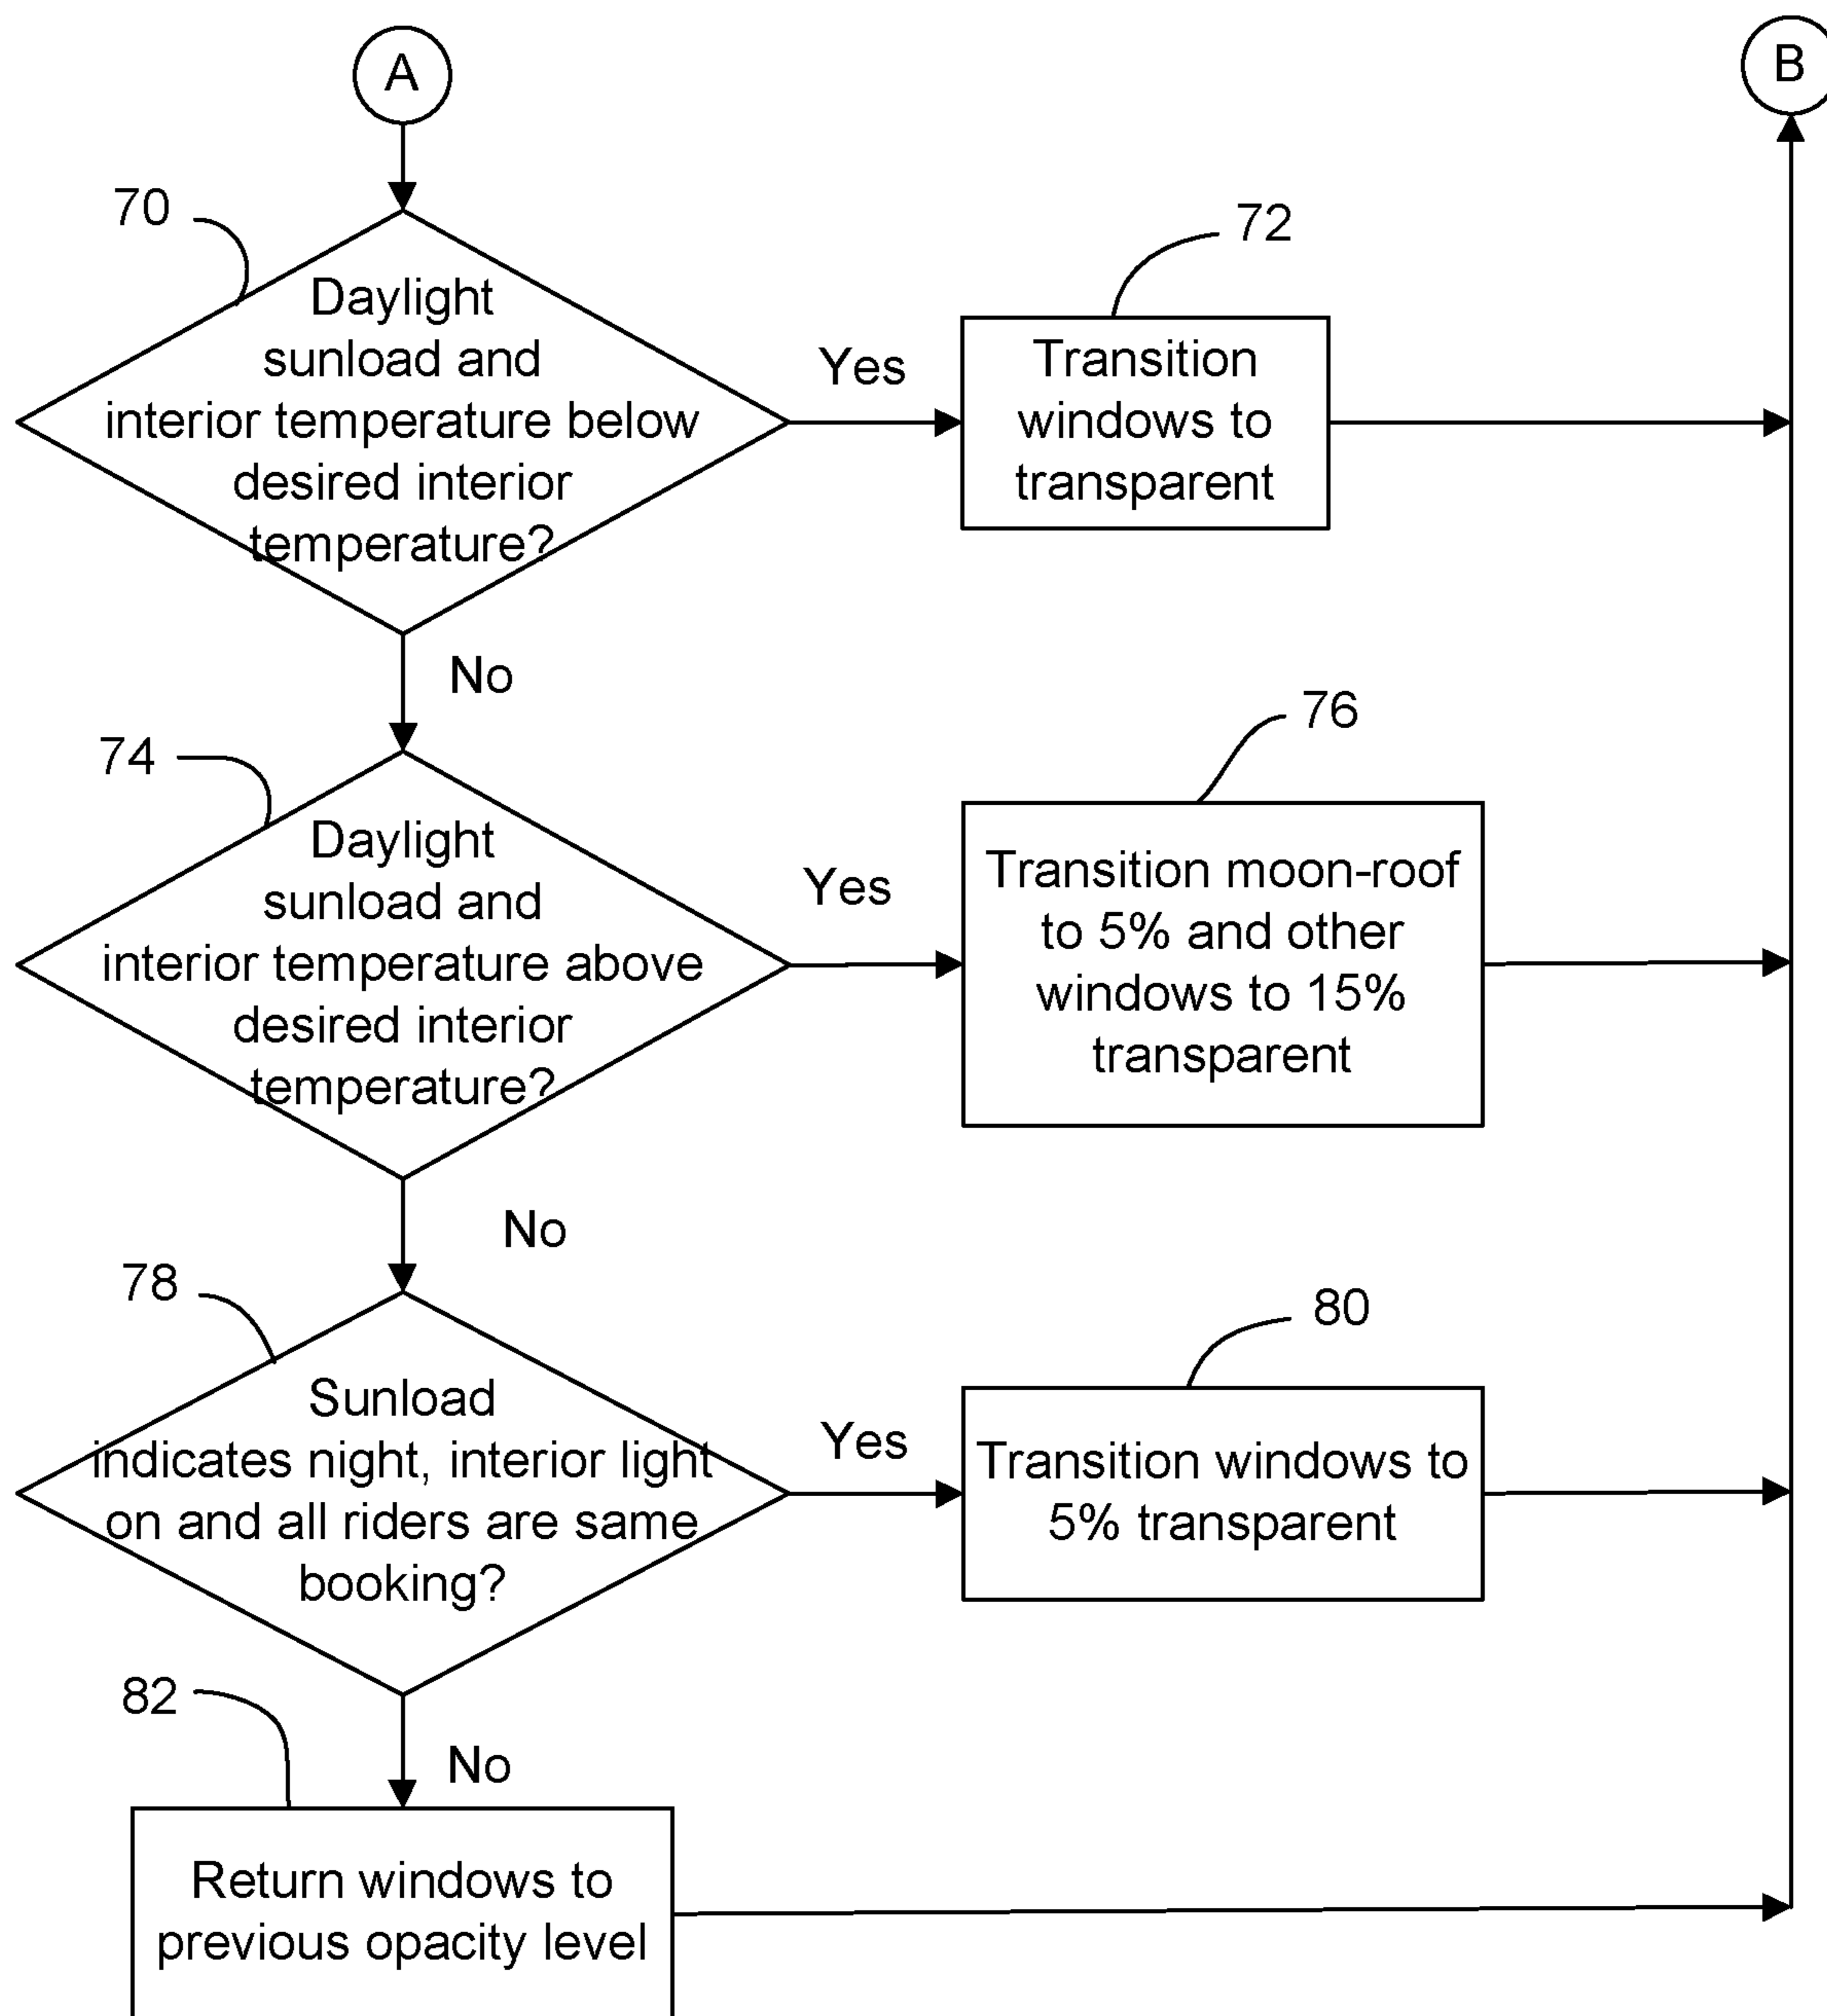 A
B
70
Daylight
sunload and
interior temperature below
desired interior
temperature?
Yes
72
Transition
windows to
transparent
No
74
Daylight
sunload and
interior temperature above
desired interior
temperature?
Yes
76
Transition moon-roof
to 5% and other
windows to 15%
transparent
No
78
Sunload
indicates night, interior light
on and all riders are same
booking?
Yes
80
Transition windows to
5% transparent
No
82
Return windows to
previous opacity level